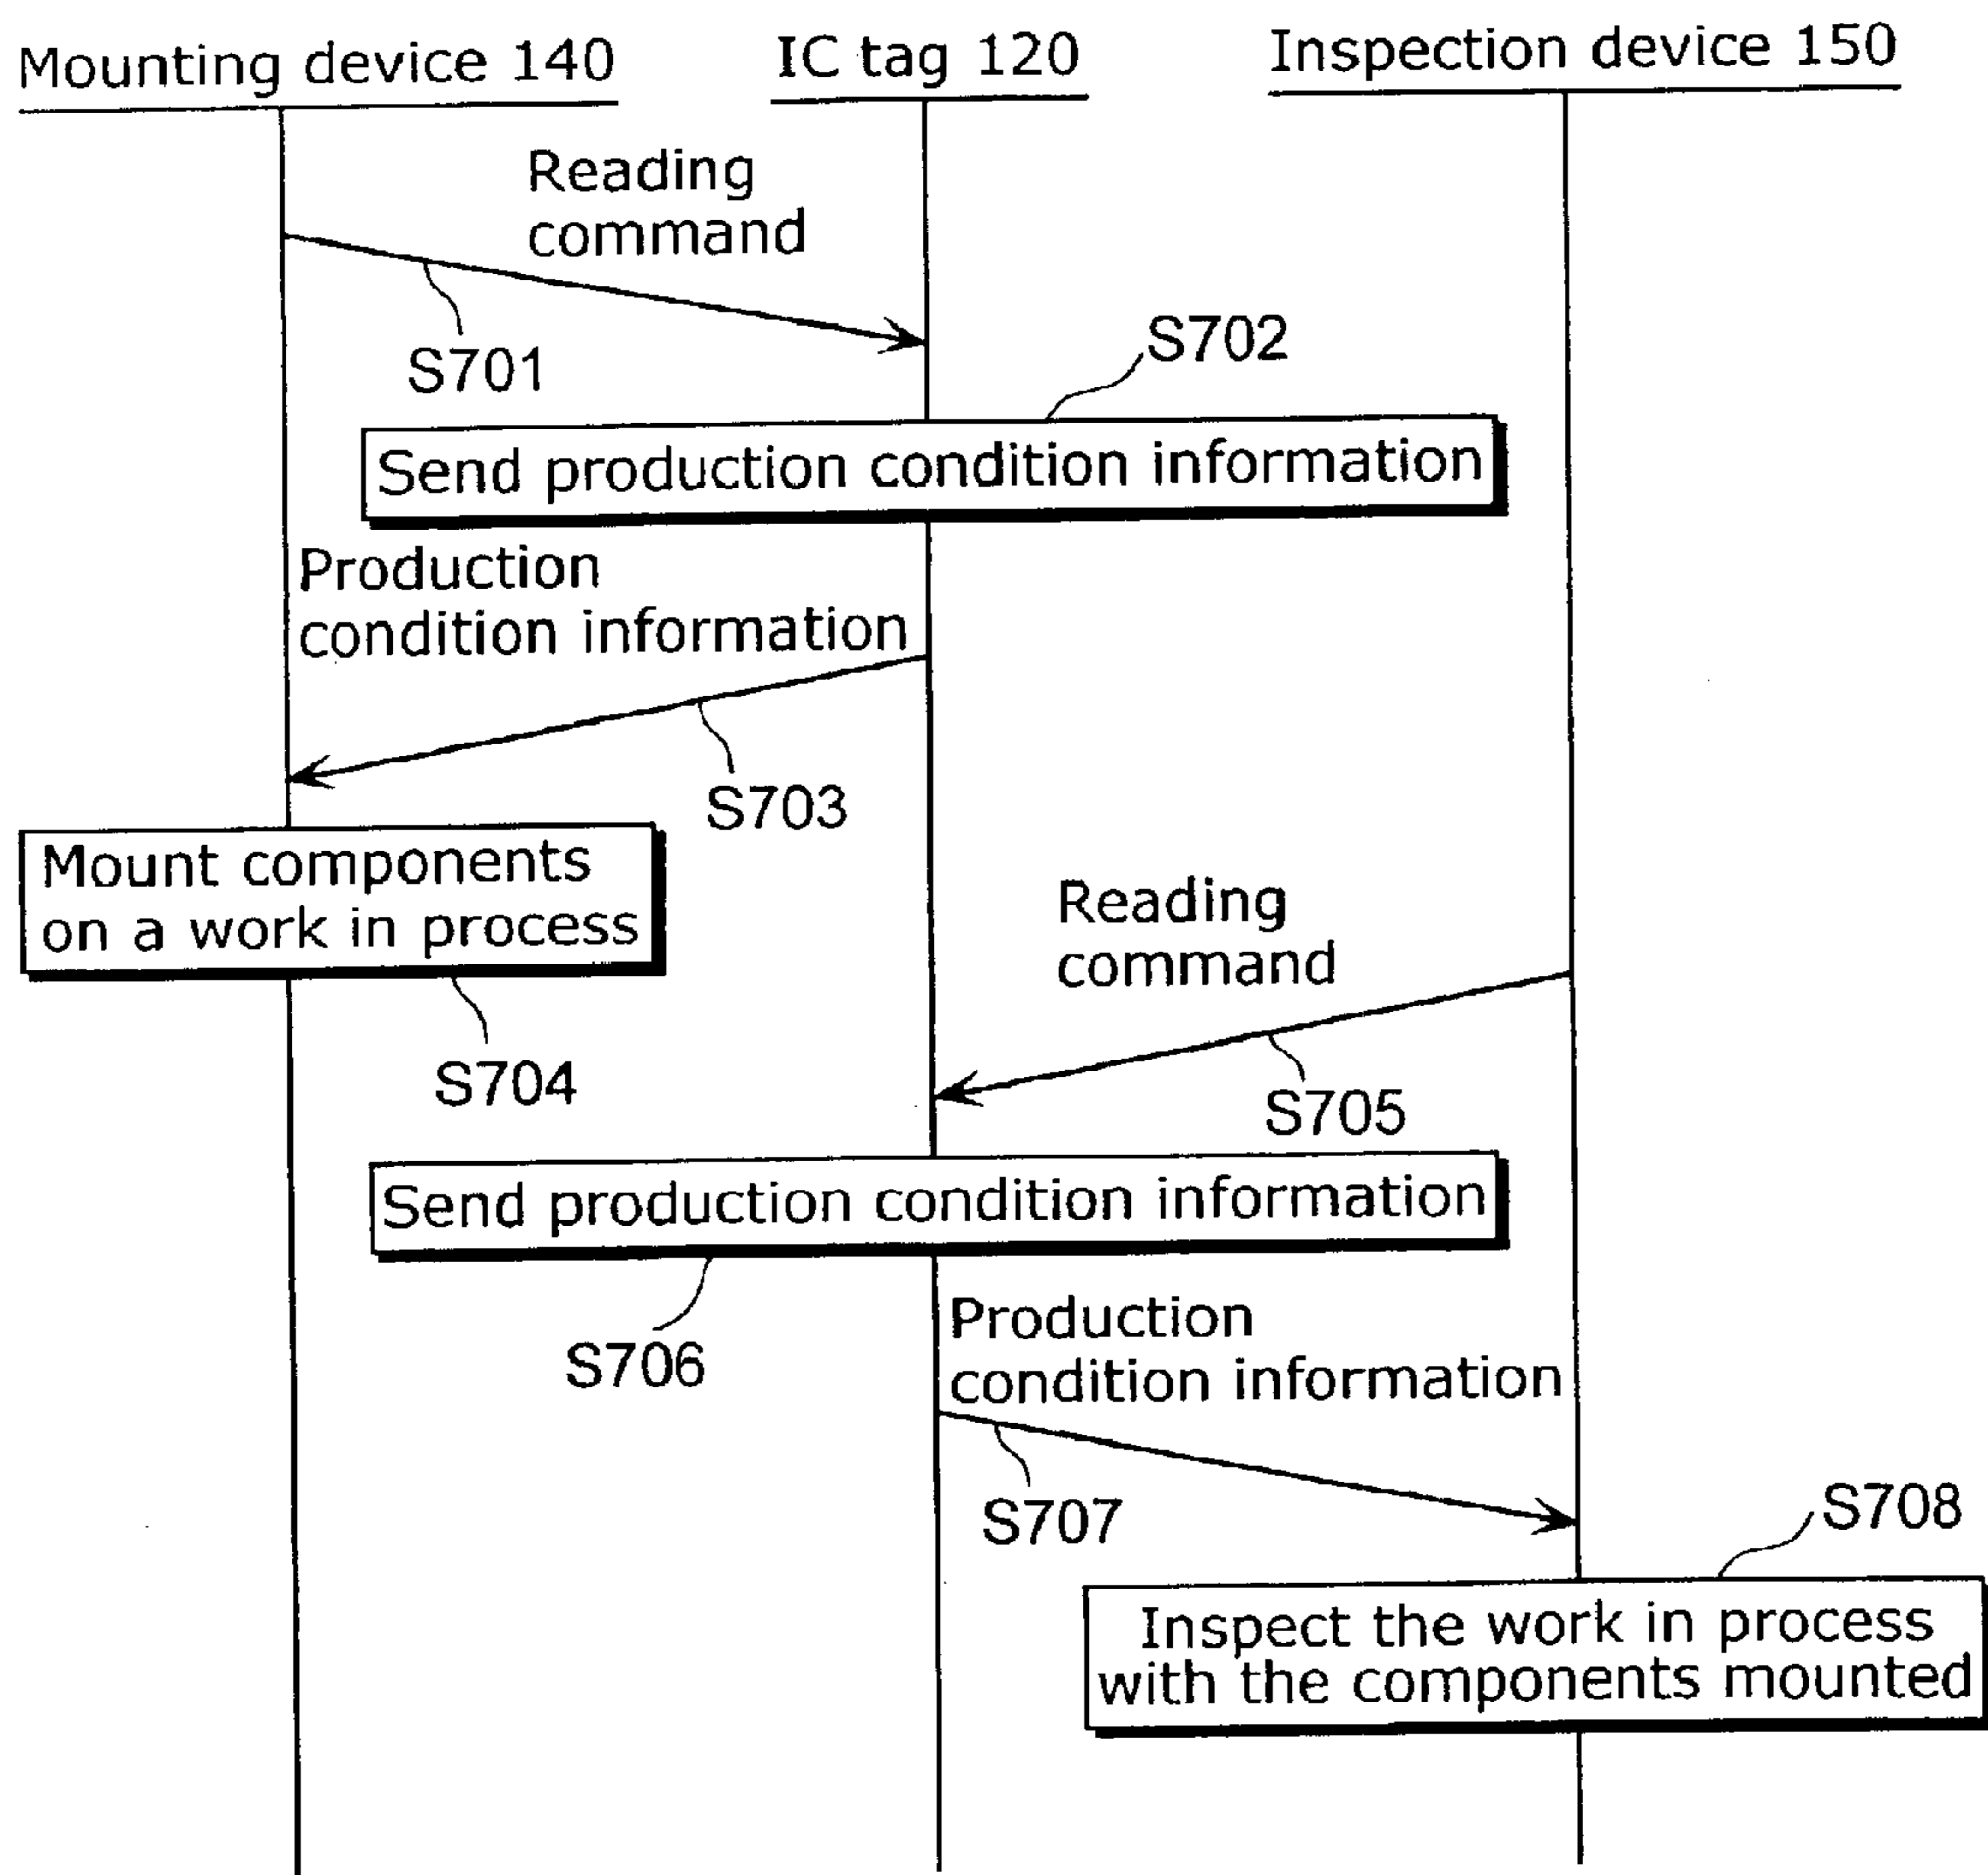 Mounting device 140
IC tag 120
Inspection device 150
Reading
command
S701
S702
Send production condition information
Production
condition information
S703
Mount components
on a work in process
S704
Reading
command
S705
Send production condition information
S706
Production
condition information
S707
S708
Inspect the work in process
with the components mounted